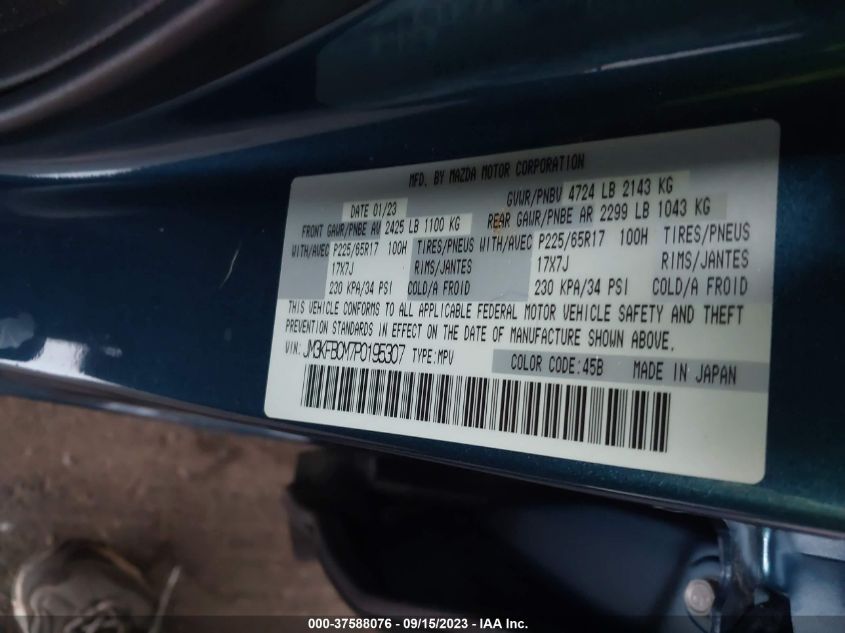 MFD. BY MAZDA MOTOR CORPORATION
DATE 01/23 GVWR/PNBV 4724 LB 2143 KG
FRONT GAWR/PNBE AV 2425 LB 1100 KG REAR GAWR/PNBE AR 2299 LB 1043 KG
WITH/AVEC P225/65R17 100H TIRES/PNEUS WITH/AVEC P225/65R17 100H TIRES/PNEUS
17X7J RIMS/JANTES 17X7J RIMS/JANTES
230 KPA/34 PSI COLD/A FROID 230 KPA/34 PSI COLD/A FROID
THIS VEHICLE CONFORMS TO ALL APPLICABLE FEDERAL MOTOR VEHICLE SAFETY AND THEFT
PREVENTION STANDARDS IN EFFECT ON THE DATE OF MANUFACTURE SHOWN ABOVE.
VIN: JM3KFBCM7P0195307 TYPE:MPV COLOR CODE:45B MADE IN JAPAN
000-37588076 - 09/15/2023 - IAA Inc.